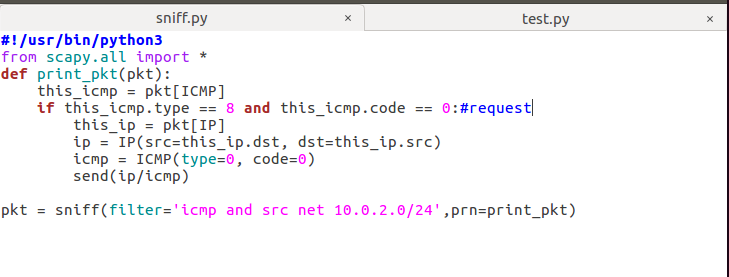 sniff.py × test.py ×
#!/usr/bin/python3
from scapy.all import *
def print_pkt(pkt):
    this_icmp = pkt[ICMP]
    if this_icmp.type == 8 and this_icmp.code == 0:#request
        this_ip = pkt[IP]
        ip = IP(src=this_ip.dst, dst=this_ip.src)
        icmp = ICMP(type=0, code=0)
        send(ip/icmp)

pkt = sniff(filter='icmp and src net 10.0.2.0/24',prn=print_pkt)